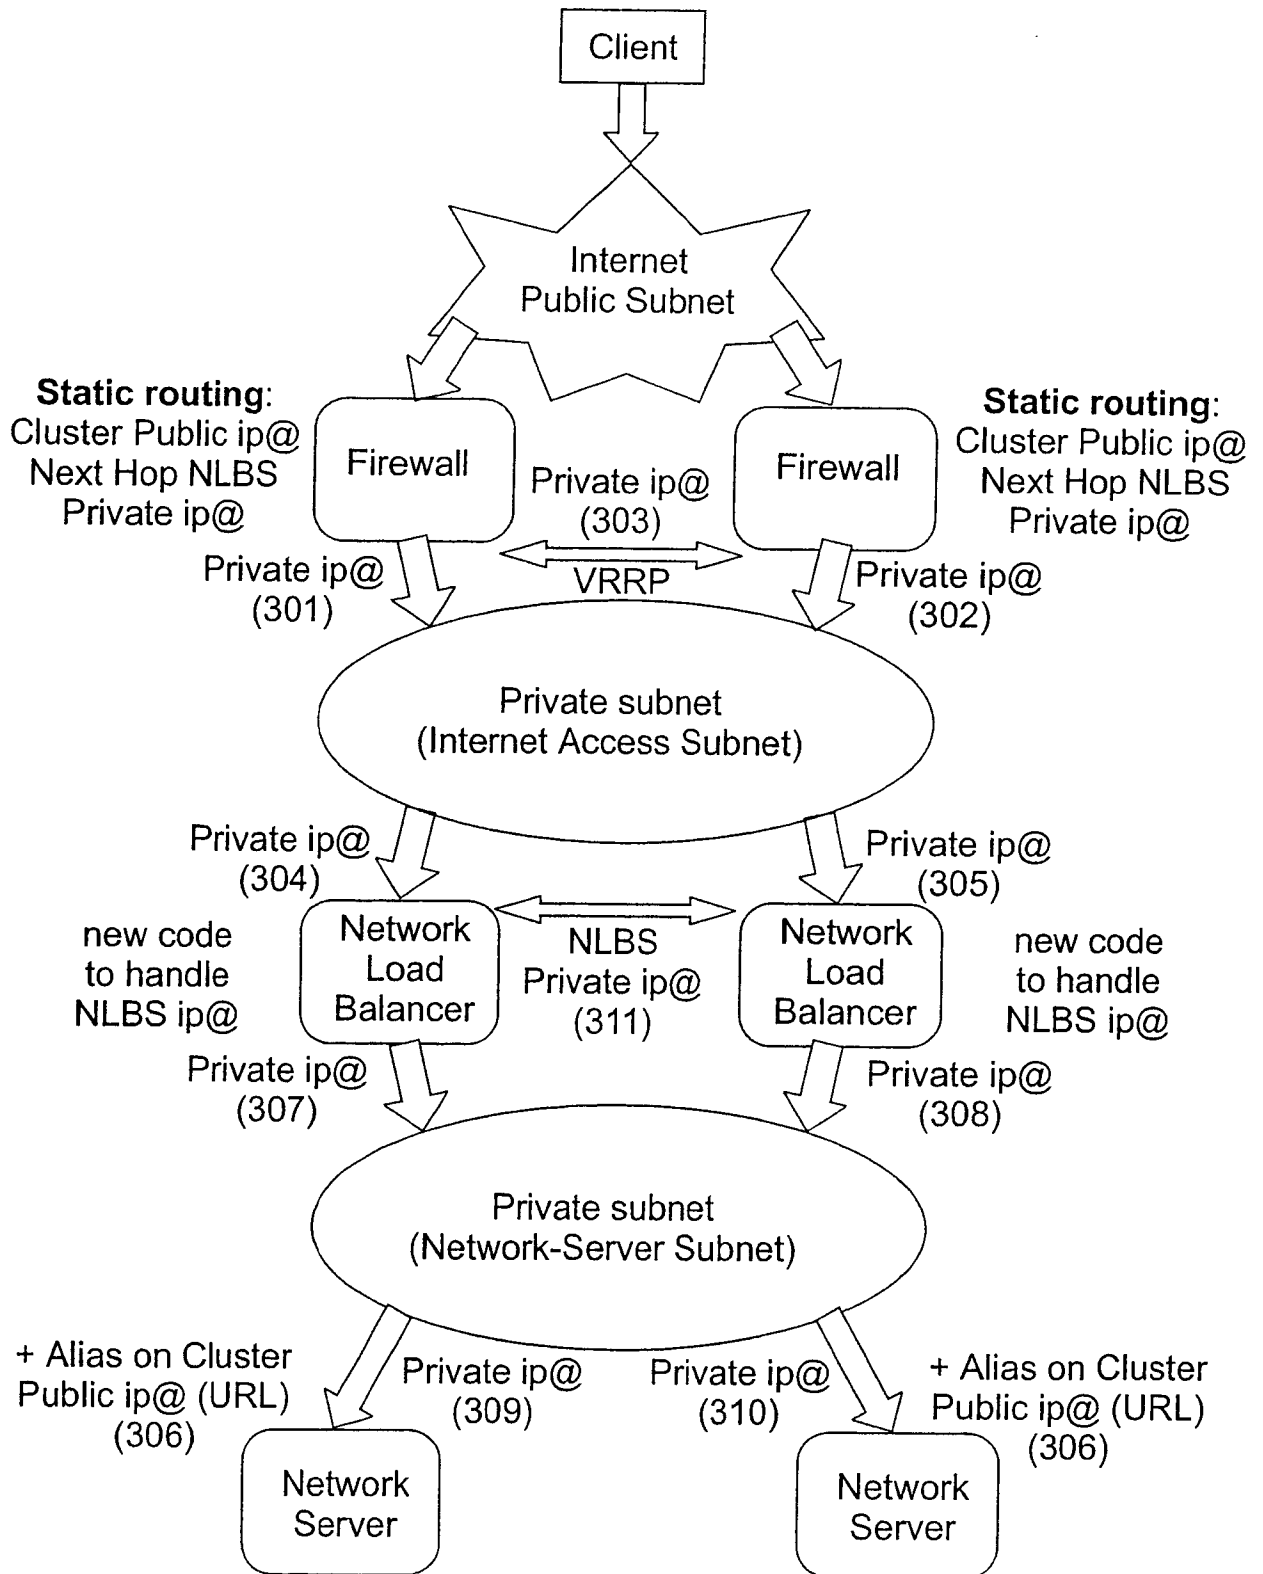 Client
Internet
Public Subnet
Static routing:
Cluster Public ip@
Next Hop NLBS
Private ip@
Firewall
Private ip@
(303)
VRRP
Firewall
Static routing:
Cluster Public ip@
Next Hop NLBS
Private ip@
Private ip@
(301)
Private ip@
(302)
Private subnet
(Internet Access Subnet)
Private ip@
(304)
Private ip@
(305)
new code
to handle
NLBS ip@
Network
Load
Balancer
NLBS
Private ip@
(311)
Network
Load
Balancer
new code
to handle
NLBS ip@
Private ip@
(307)
Private ip@
(308)
Private subnet
(Network-Server Subnet)
+ Alias on Cluster
Public ip@ (URL)
(306)
Private ip@
(309)
Private ip@
(310)
+ Alias on Cluster
Public ip@ (URL)
(306)
Network
Server
Network
Server